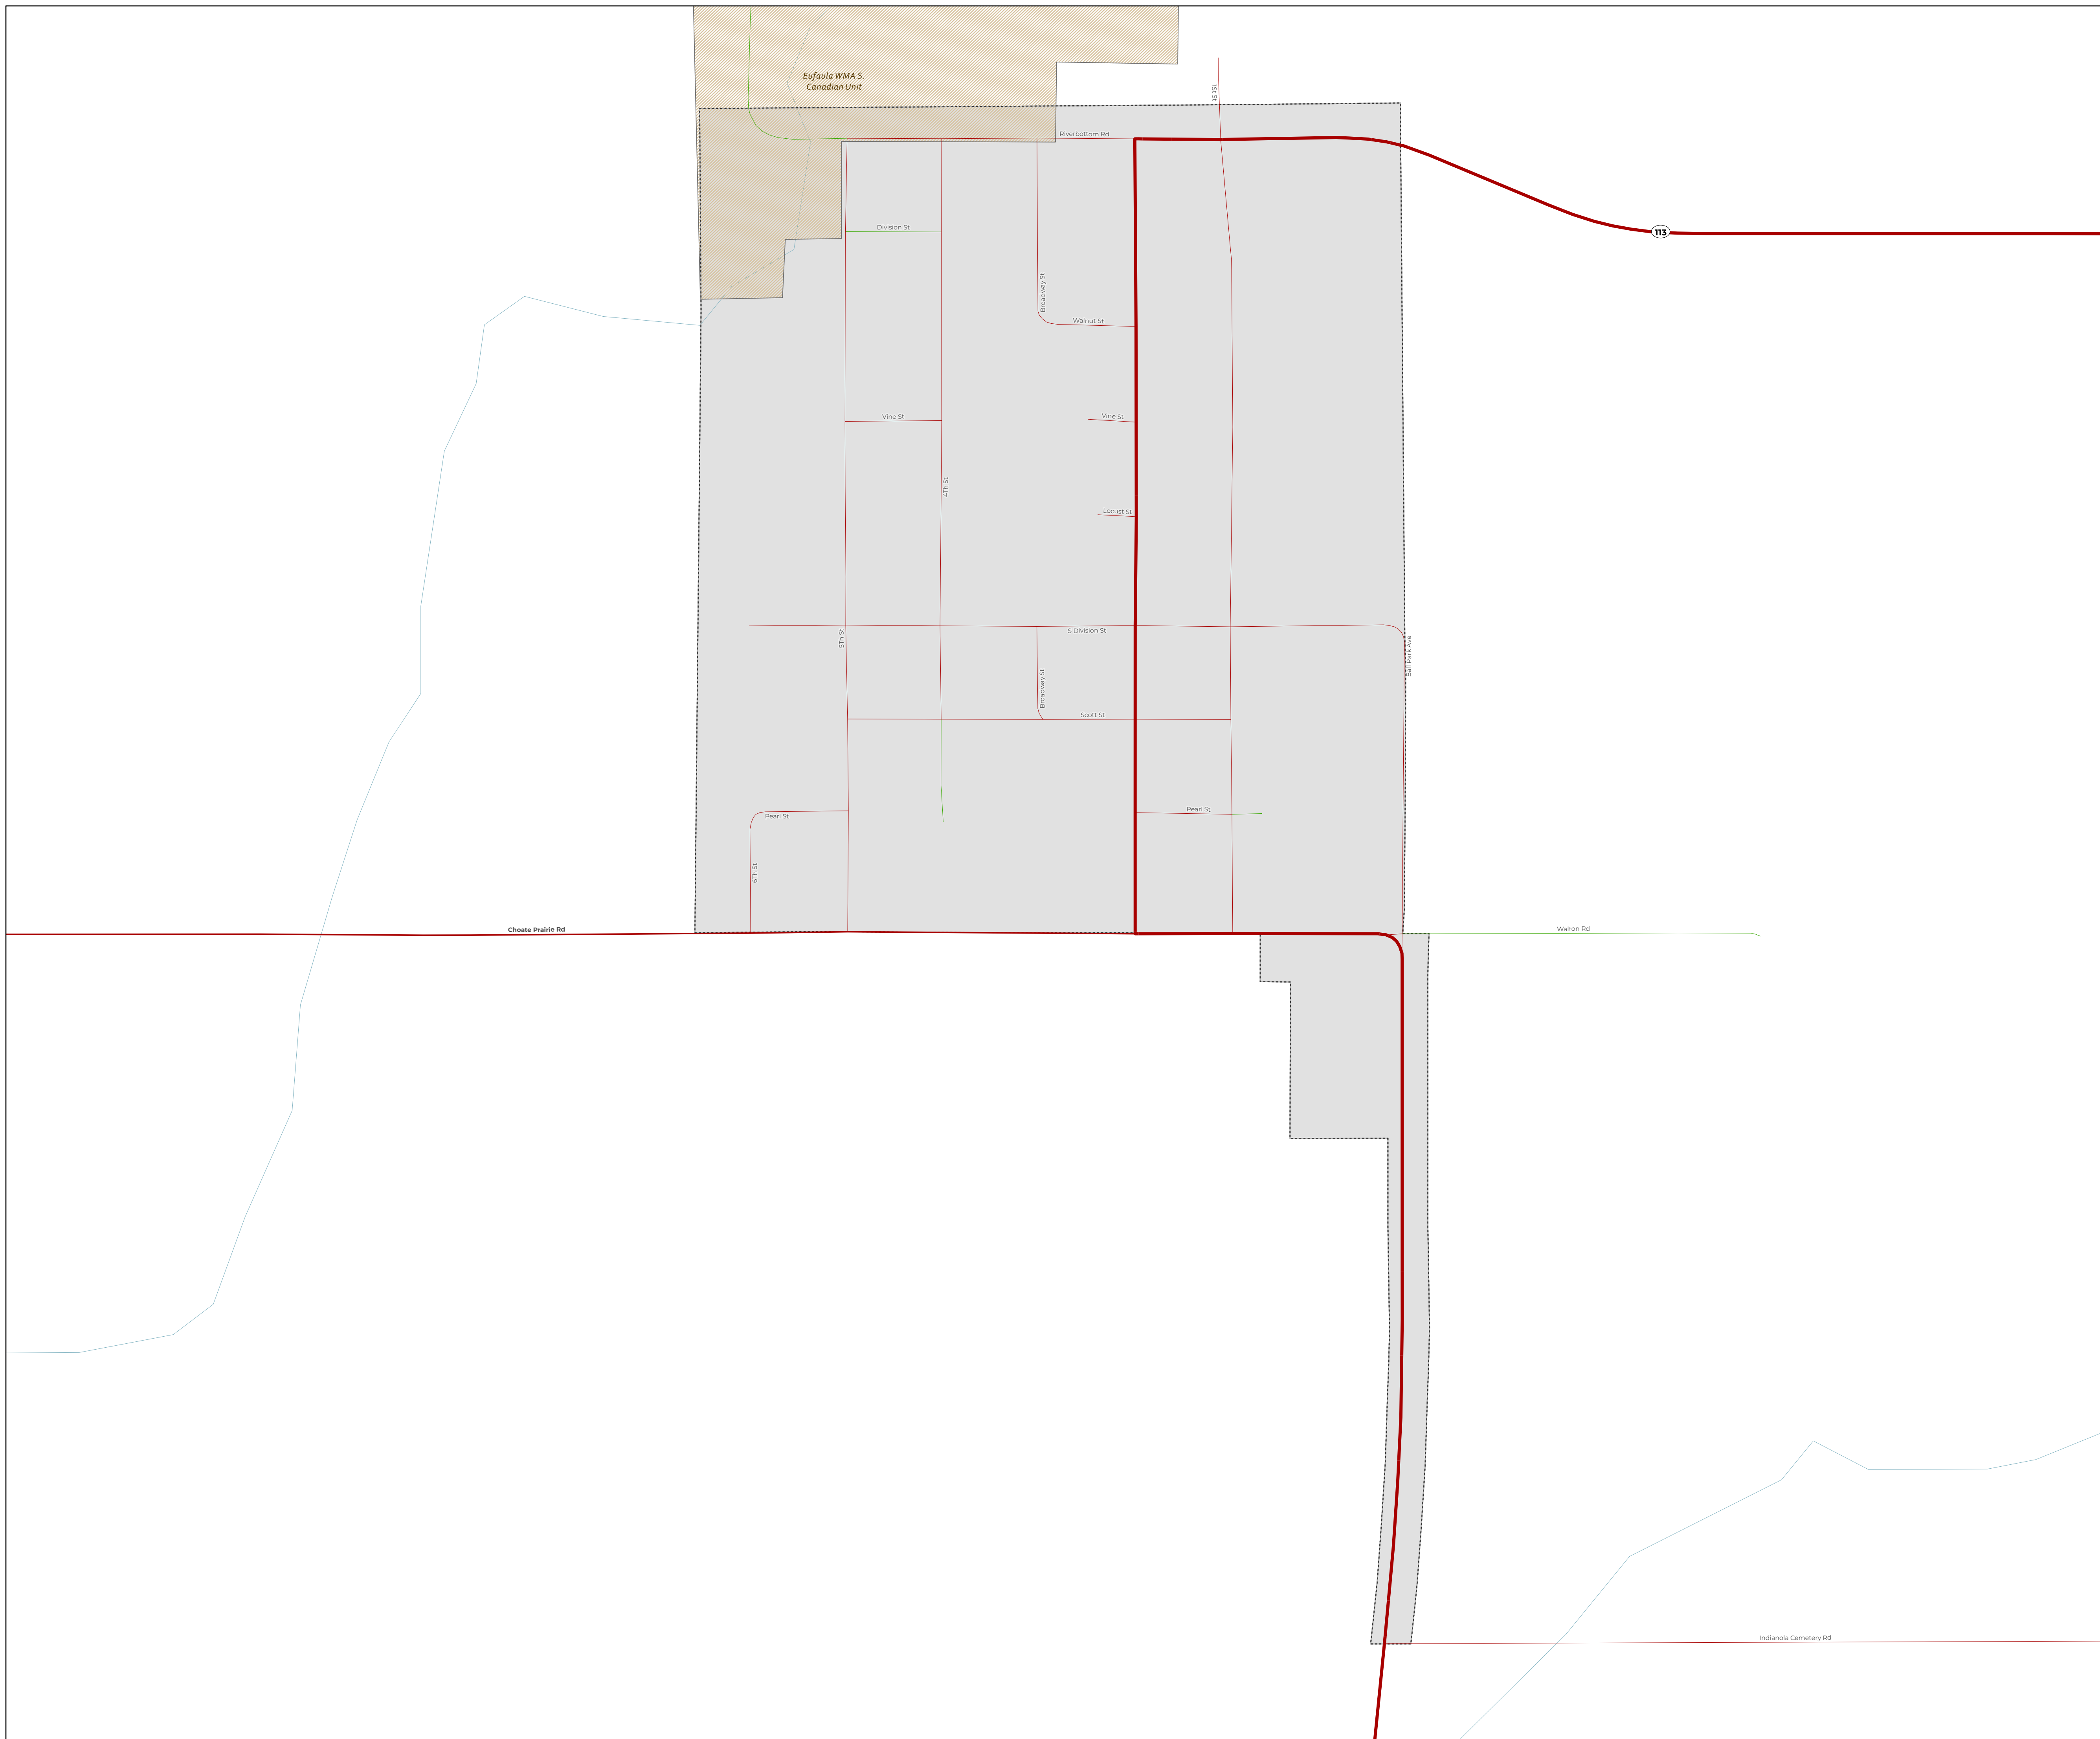 Eufaula WMA S.
Canadian Unit
1St St
Riverbottom Rd
Division St
113
Broadway St
Walnut St
Vine St
Vine St
4Th St
Locust St
5Th St
S Division St
Ball Park Ave
Broadway St
Scott St
Pearl St
Pearl St
6Th St
Choate Prairie Rd
Walton Rd
Indianola Cemetery Rd